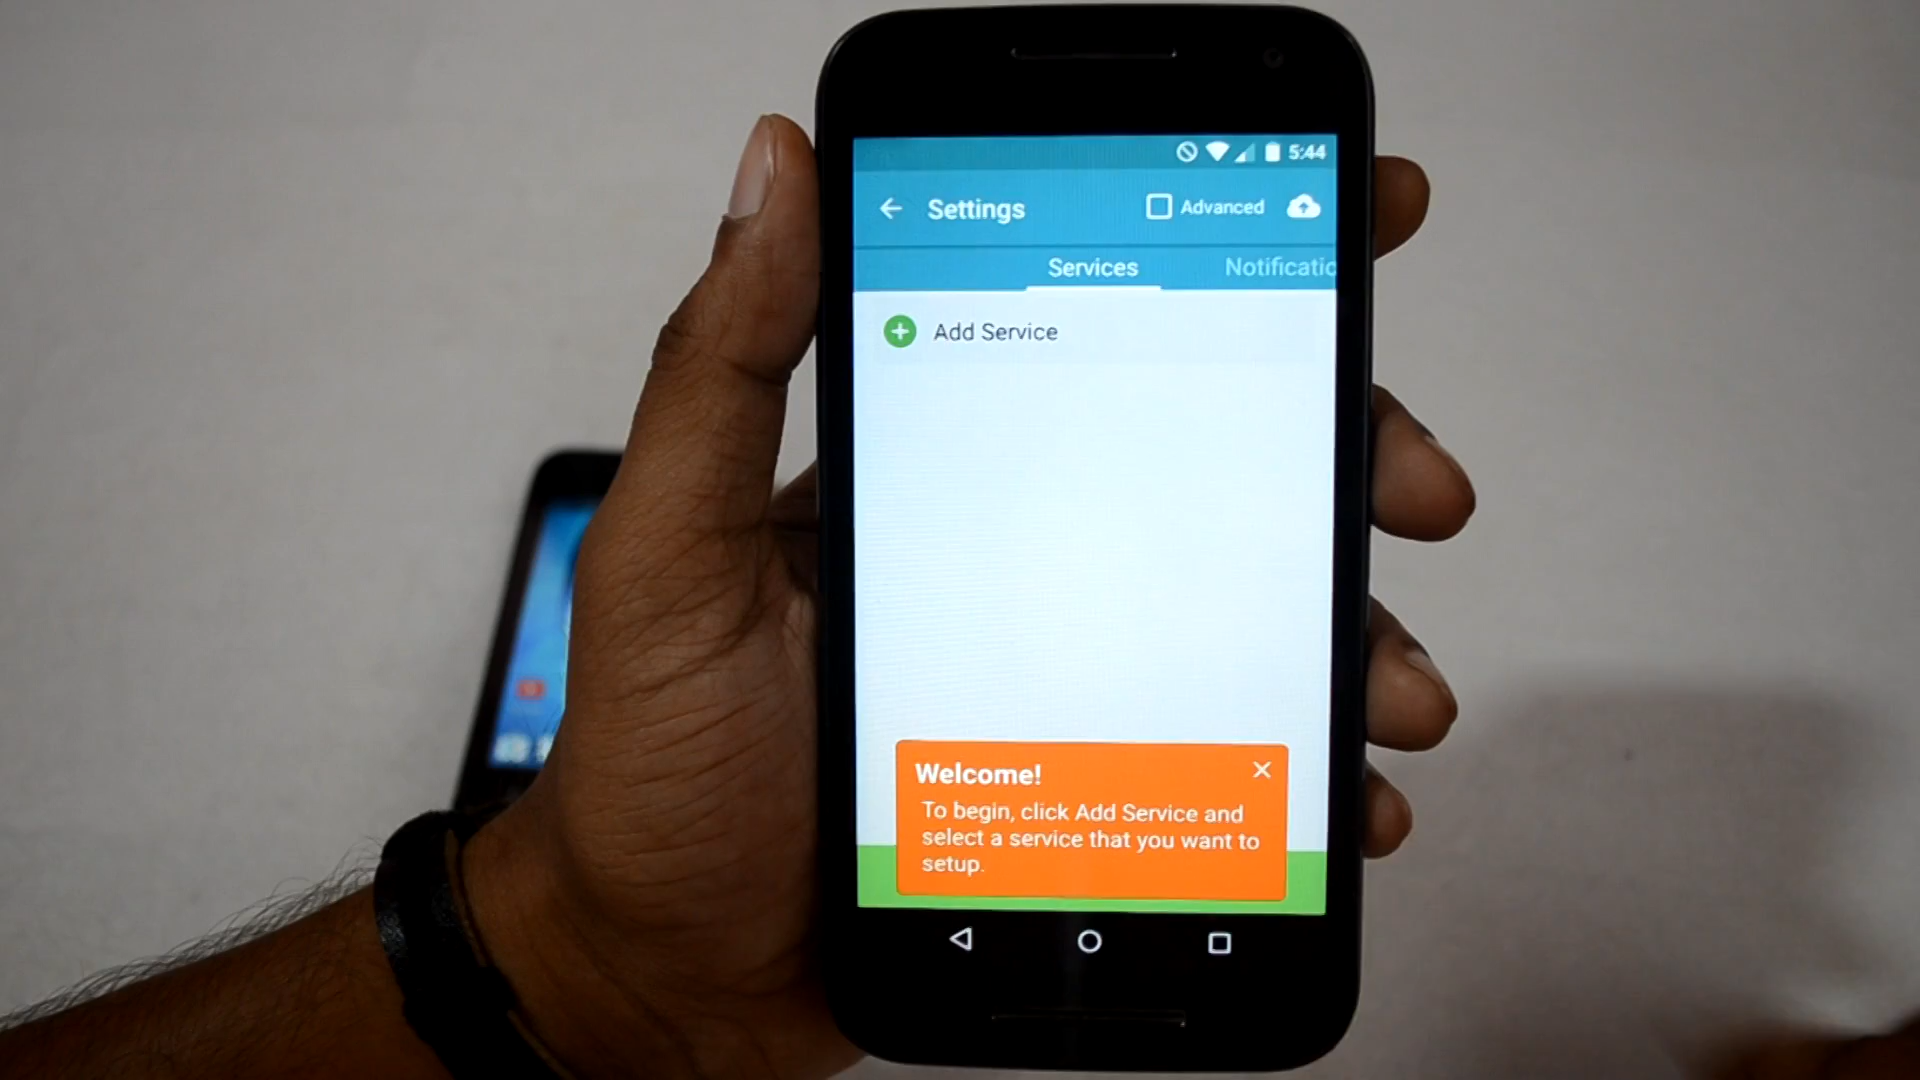 5:44
Settings
Advanced
Services
Notificatio
Add Service
Welcome!
To begin, click Add Service and
select a service that you want to
setup.